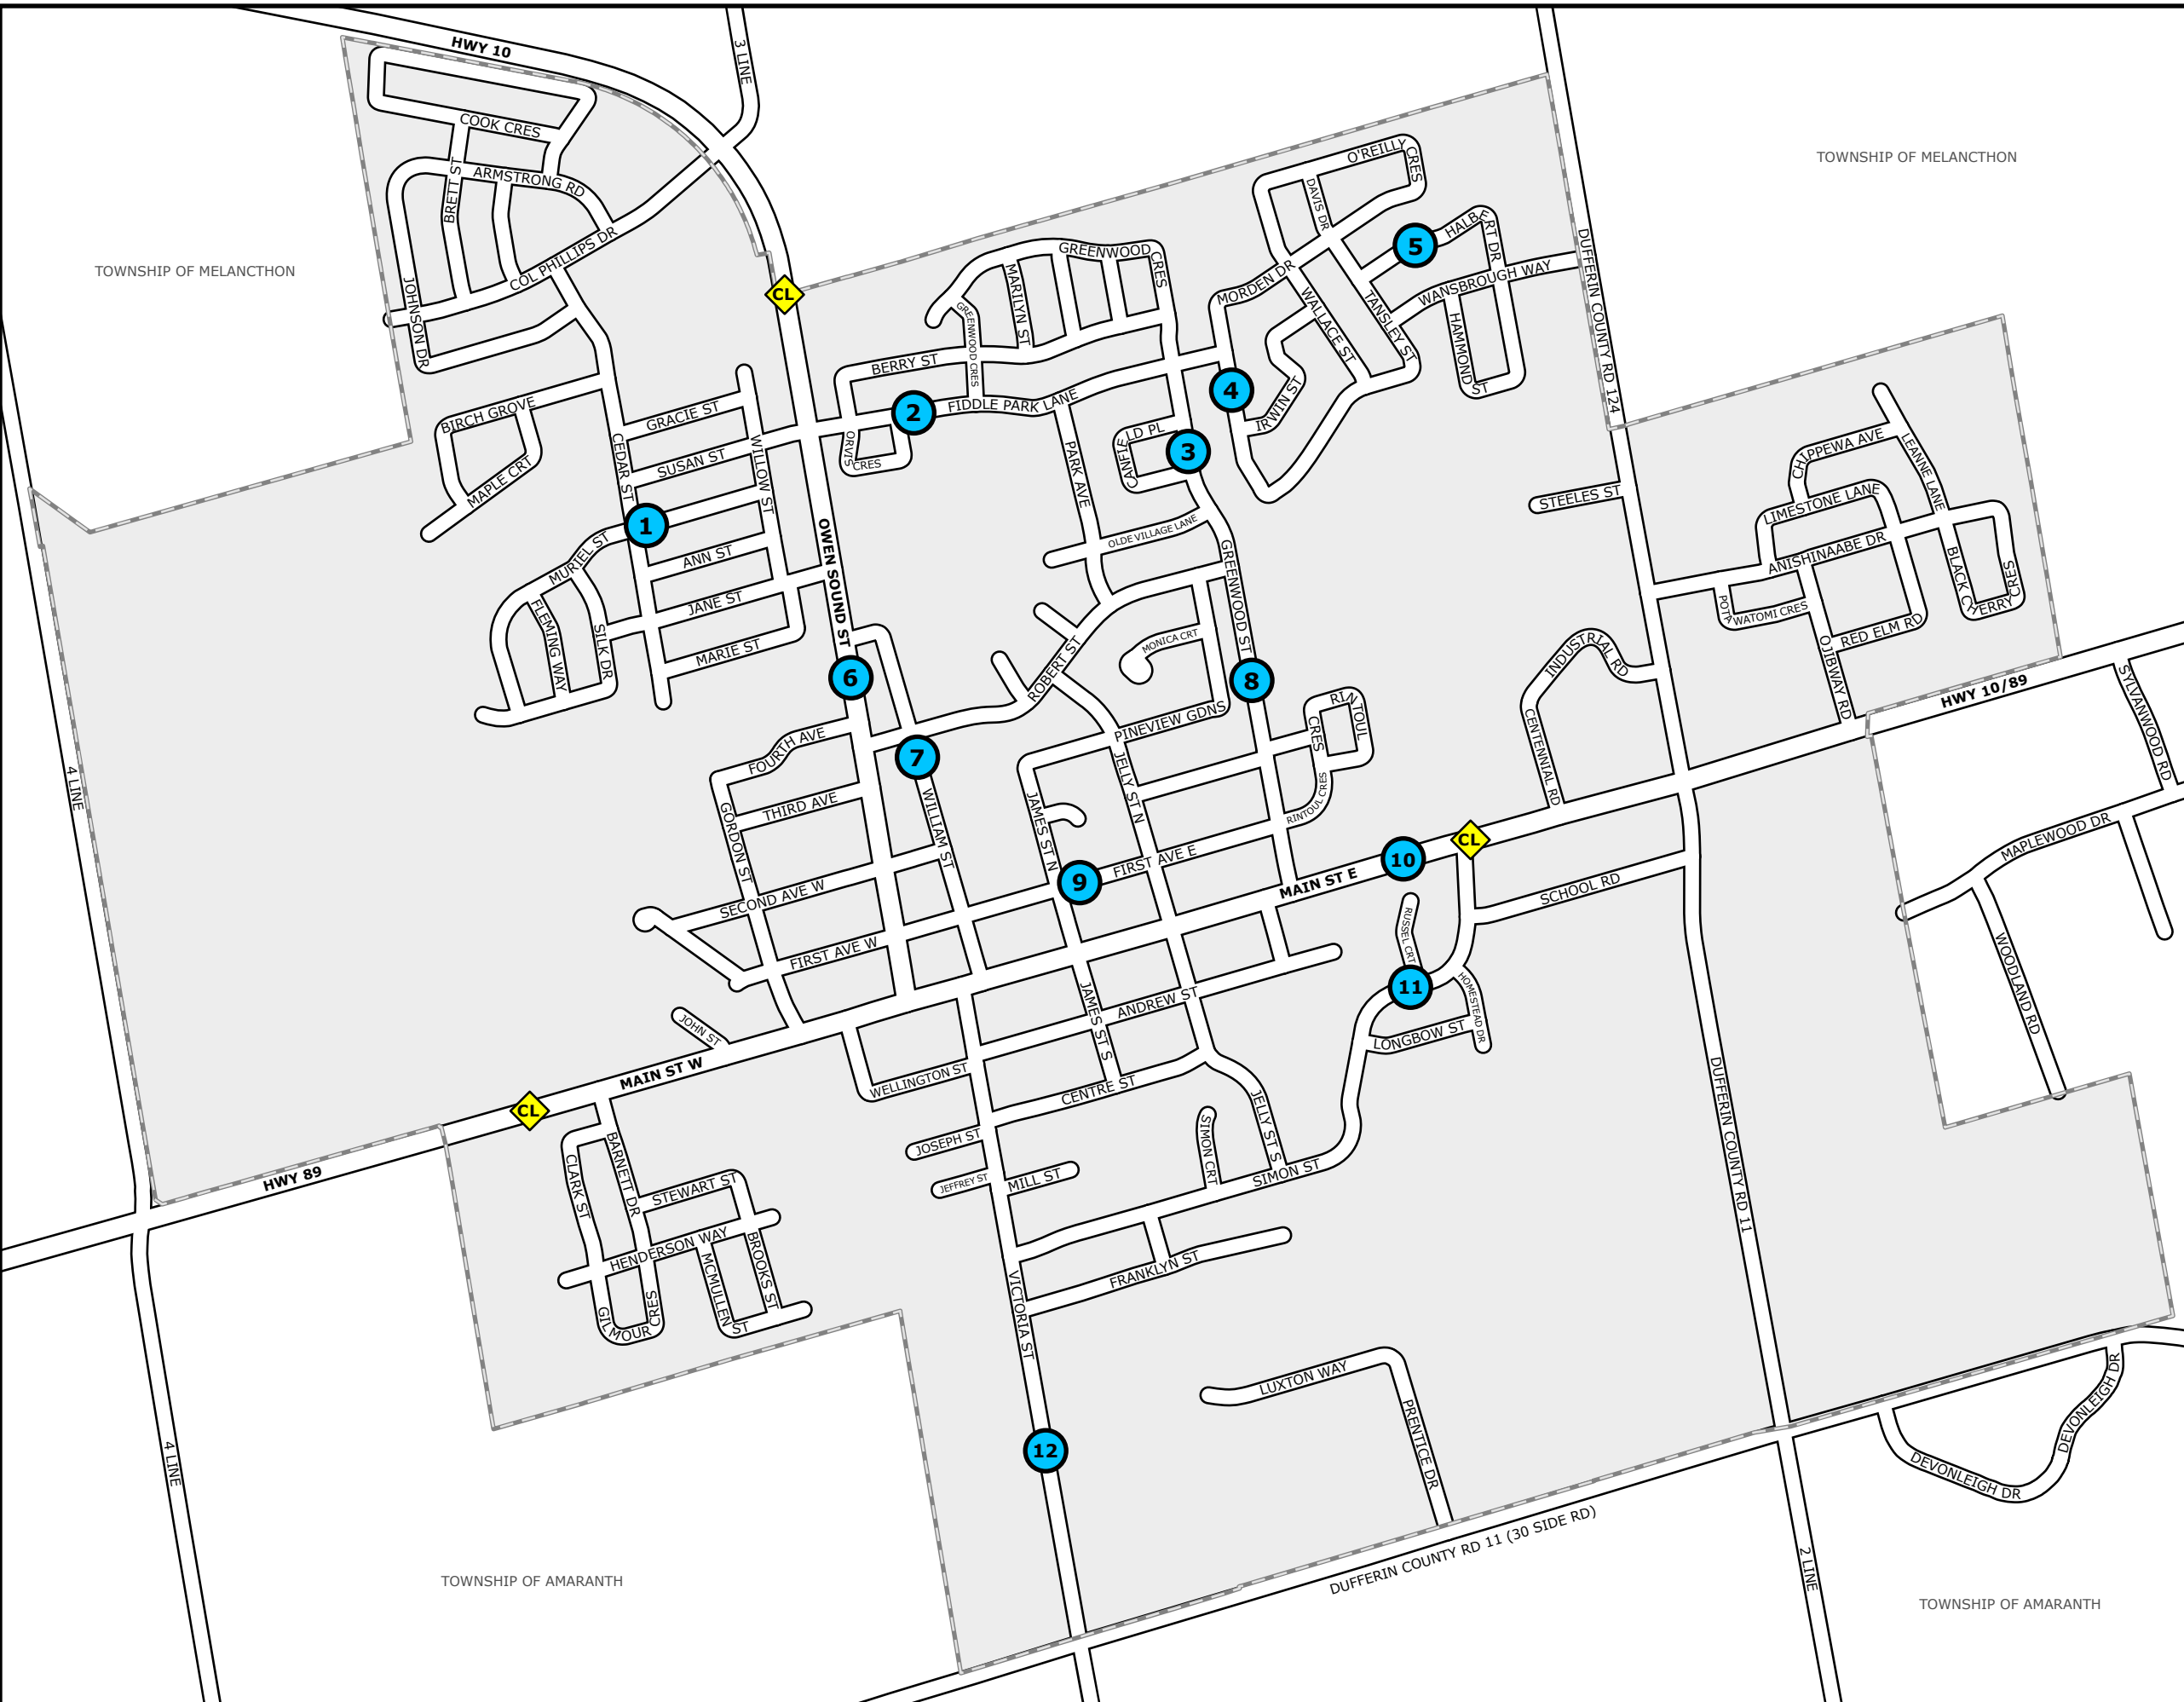 HWY 10
3 LINE
COOK CRES
ARMSTRONG RD
BRETT ST
COL PHILLIPS DR
JOHNSON DR
TOWNSHIP OF MELANCTHON
TOWNSHIP OF MELANCTHON
CL
O'REILLY CRES
DAVIS DR
5
HALBERT DR
WANSBROUGH WAY
MORDEN DR
WALLACE ST
TANSLEY ST
HAMMOND ST
DUFFERIN COUNTY RD 124
GREENWOOD CRES
MARILYN ST
GREENWOOD CRES
BERRY ST
2
FIDDLE PARK LANE
4
IRWIN ST
ORVIS CRES
PARK AVE
CANFIELD PL
3
BIRCH GROVE
MAPLE CRT
GRACIE ST
SUSAN ST
CEDAR ST
WILLOW ST
1
MURIEL ST
ANN ST
JANE ST
MARIE ST
FLEMING WAY
SILK DR
OWEN SOUND ST
OLDE VILLAGE LANE
GREENWOOD ST
STEELES ST
CHIPPEWA AVE
LEANNE LANE
LIMESTONE LANE
ANISHINAABE DR
BLACK CHERRY CRES
POTAWATOMI CRES
RED ELM RD
OJIBWAY RD
INDUSTRIAL RD
CENTENNIAL RD
HWY 10/89
SYLVANWOOD RD
MAPLEWOOD DR
WOODLAND RD
6
7
8
MONICA CRT
ROBERT ST
PINEVIEW GDNS
RINTOUL CRES
RINTOUL CRES
FOURTH AVE
THIRD AVE
GORDON ST
WILLIAM ST
JAMES ST N
JELLY ST N
SECOND AVE W
FIRST AVE W
9
FIRST AVE E
MAIN ST E
10
CL
SCHOOL RD
RUSSEL CRT
11
HOMESTEAD DR
LONGBOW ST
ANDREW ST
JAMES ST S
JOHN ST
MAIN ST W
CL
HWY 89
WELLINGTON ST
CENTRE ST
JOSEPH ST
JEFFREY ST
MILL ST
SIMON CRT
JELLY ST S
SIMON ST
FRANKLYN ST
VICTORIA ST
CLARK ST
BARNETT DR
STEWART ST
HENDERSON WAY
MCMULLEN ST
BROOKS ST
GILMOUR CRES
4 LINE
4 LINE
12
LUXTON WAY
PRENTICE DR
DUFFERIN COUNTY RD 11
DUFFERIN COUNTY RD 11 (30 SIDE RD)
DEVONLEIGH DR
DEVONLEIGH DR
2 LINE
TOWNSHIP OF AMARANTH
TOWNSHIP OF AMARANTH